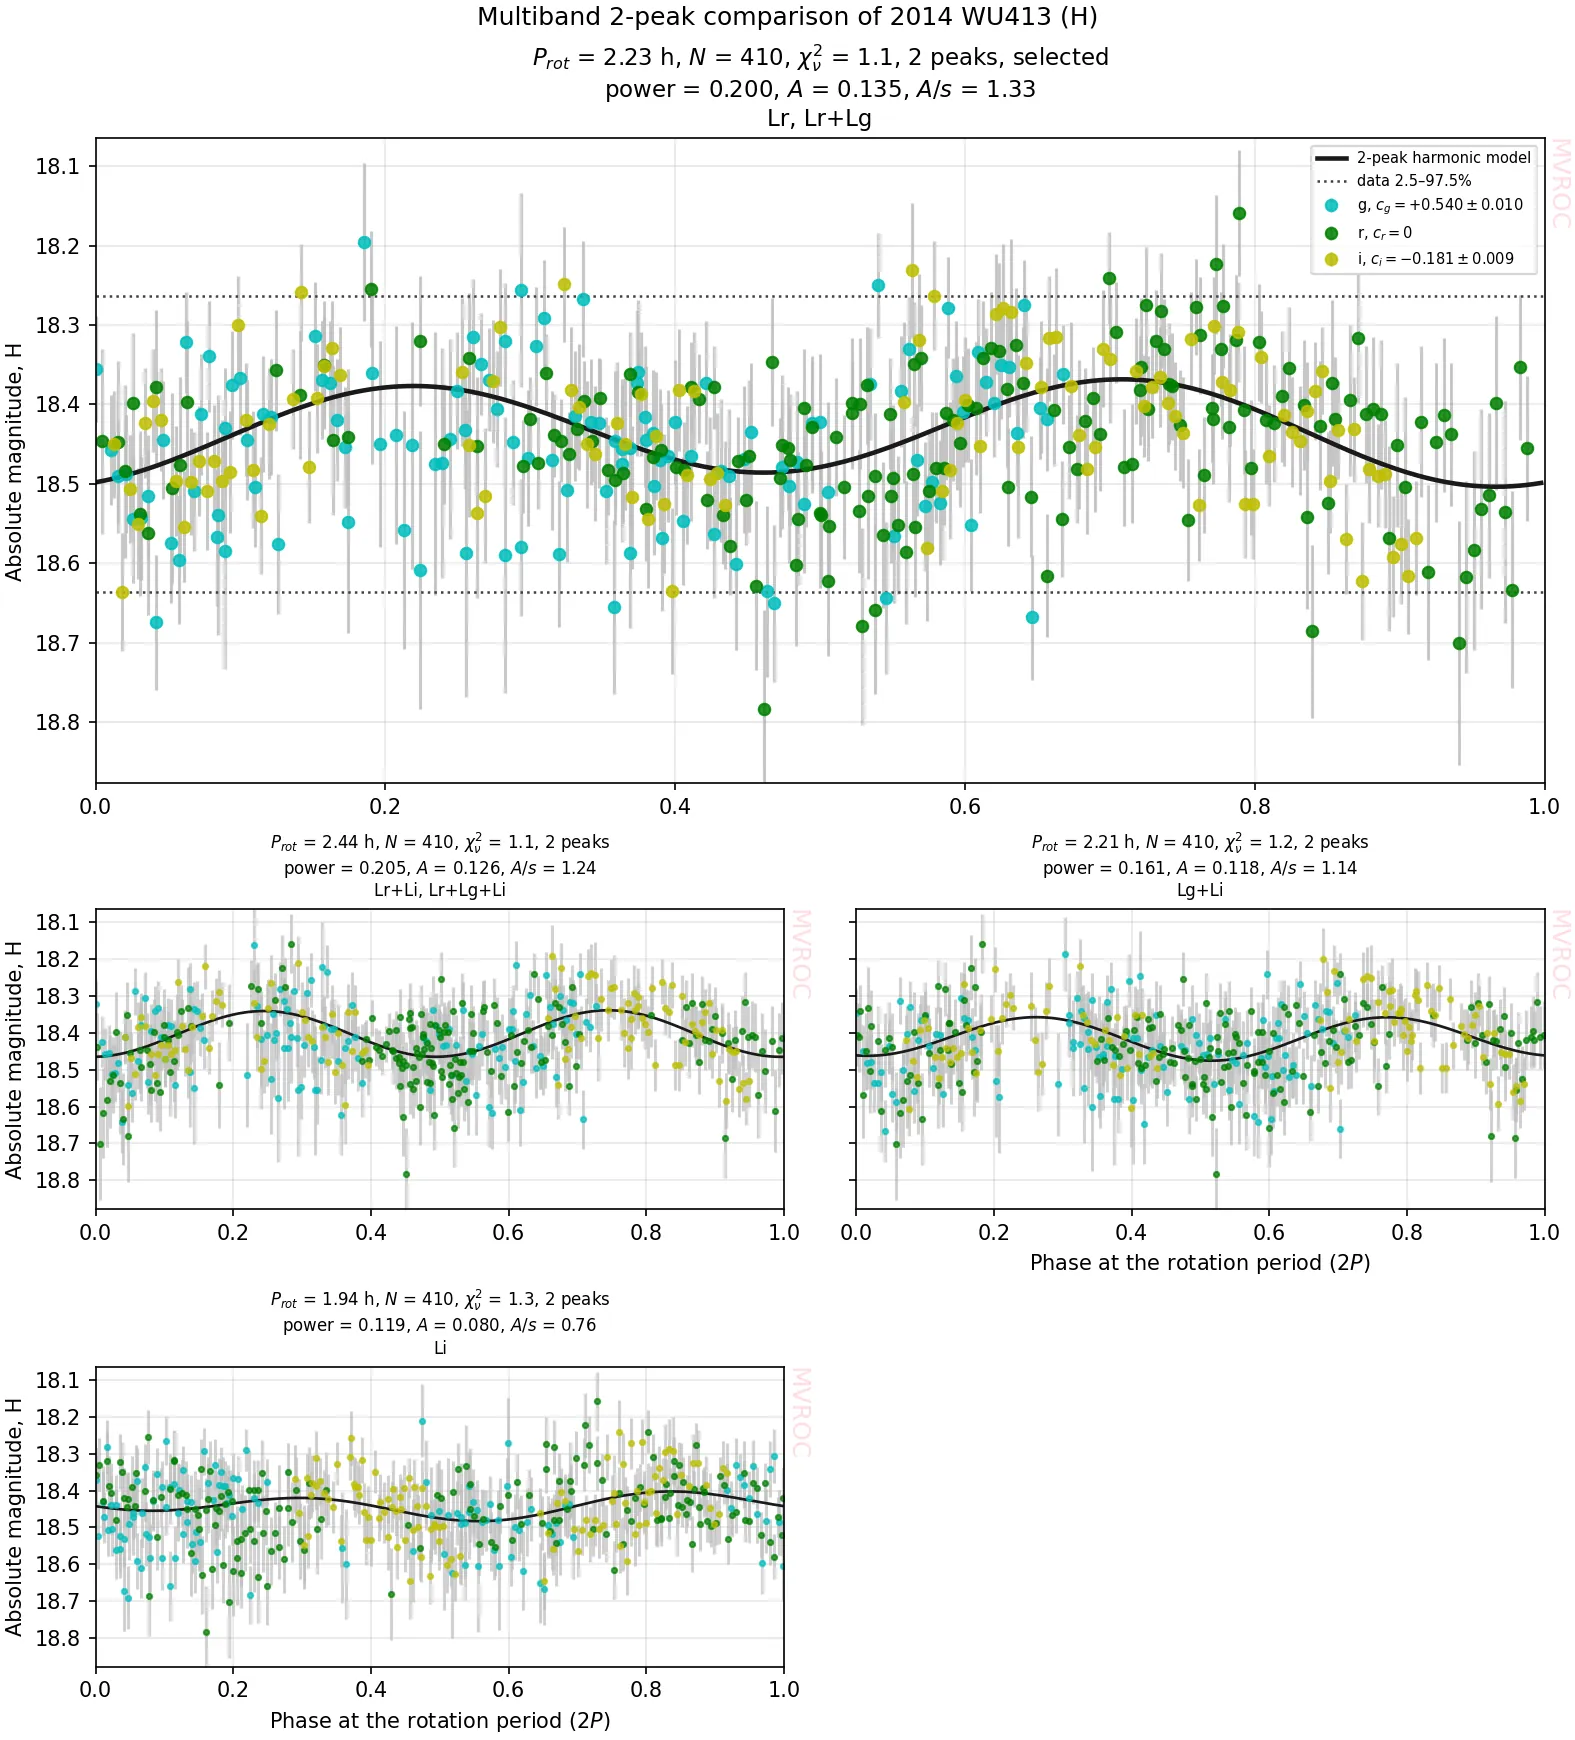 Multiband 2-peak comparison of 2014 WU413 (H)
P_rot = 2.23 h, N = 410, χ²_ν = 1.1, 2 peaks, selected
power = 0.200, A = 0.135, A/s = 1.33
Lr, Lr+Lg
2-peak harmonic model
data 2.5–97.5%
g, c_g = +0.540 ± 0.010
r, c_r = 0
i, c_i = −0.181 ± 0.009
MVROC
Absolute magnitude, H
18.1
18.2
18.3
18.4
18.5
18.6
18.7
18.8
0.0 0.2 0.4 0.6 0.8 1.0
P_rot = 2.44 h, N = 410, χ²_ν = 1.1, 2 peaks
power = 0.205, A = 0.126, A/s = 1.24
Lr+Li, Lr+Lg+Li
MVROC
Absolute magnitude, H
18.1
18.2
18.3
18.4
18.5
18.6
18.7
18.8
0.0 0.2 0.4 0.6 0.8 1.0
P_rot = 2.21 h, N = 410, χ²_ν = 1.2, 2 peaks
power = 0.161, A = 0.118, A/s = 1.14
Lg+Li
MVROC
0.0 0.2 0.4 0.6 0.8 1.0
Phase at the rotation period (2P)
P_rot = 1.94 h, N = 410, χ²_ν = 1.3, 2 peaks
power = 0.119, A = 0.080, A/s = 0.76
Li
MVROC
Absolute magnitude, H
18.1
18.2
18.3
18.4
18.5
18.6
18.7
18.8
0.0 0.2 0.4 0.6 0.8 1.0
Phase at the rotation period (2P)